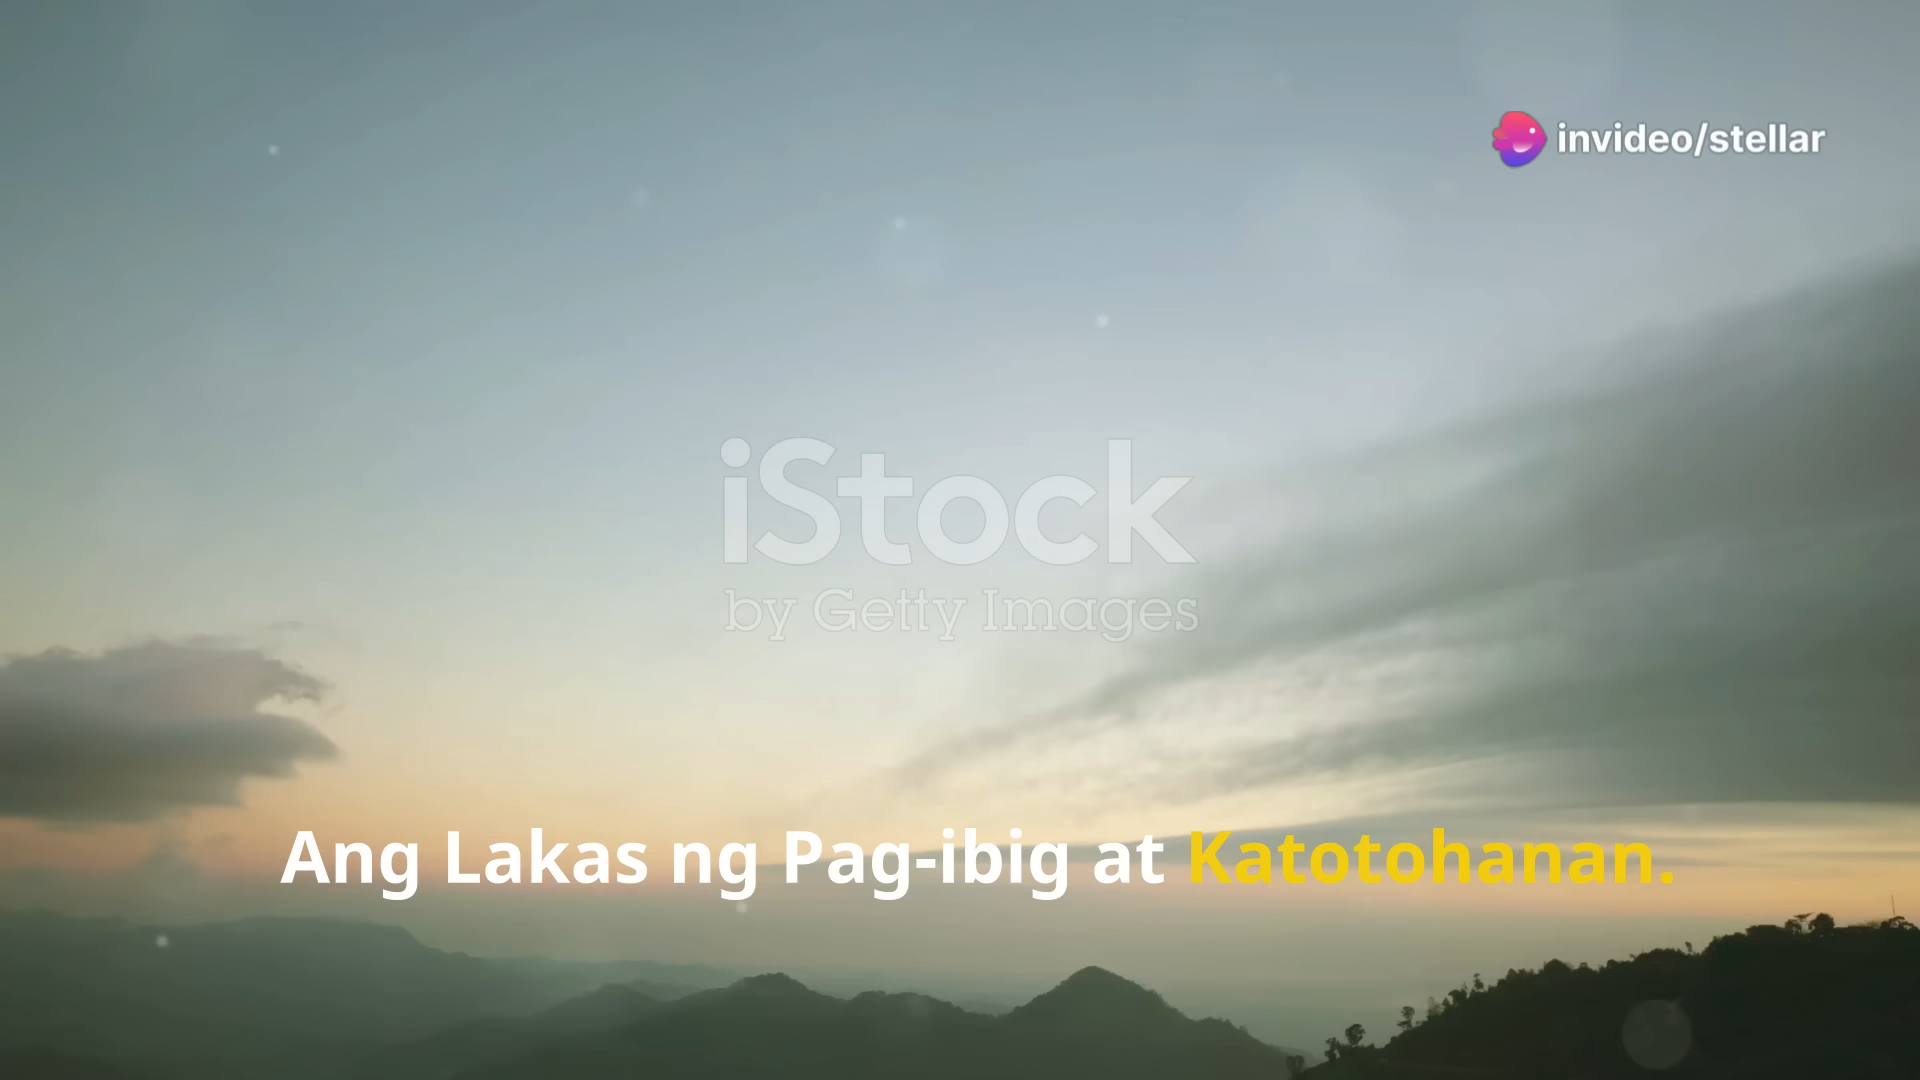 invideo/stellar
iStock
by Getty Images
Ang Lakas ng Pag-ibig at Katotohanan.